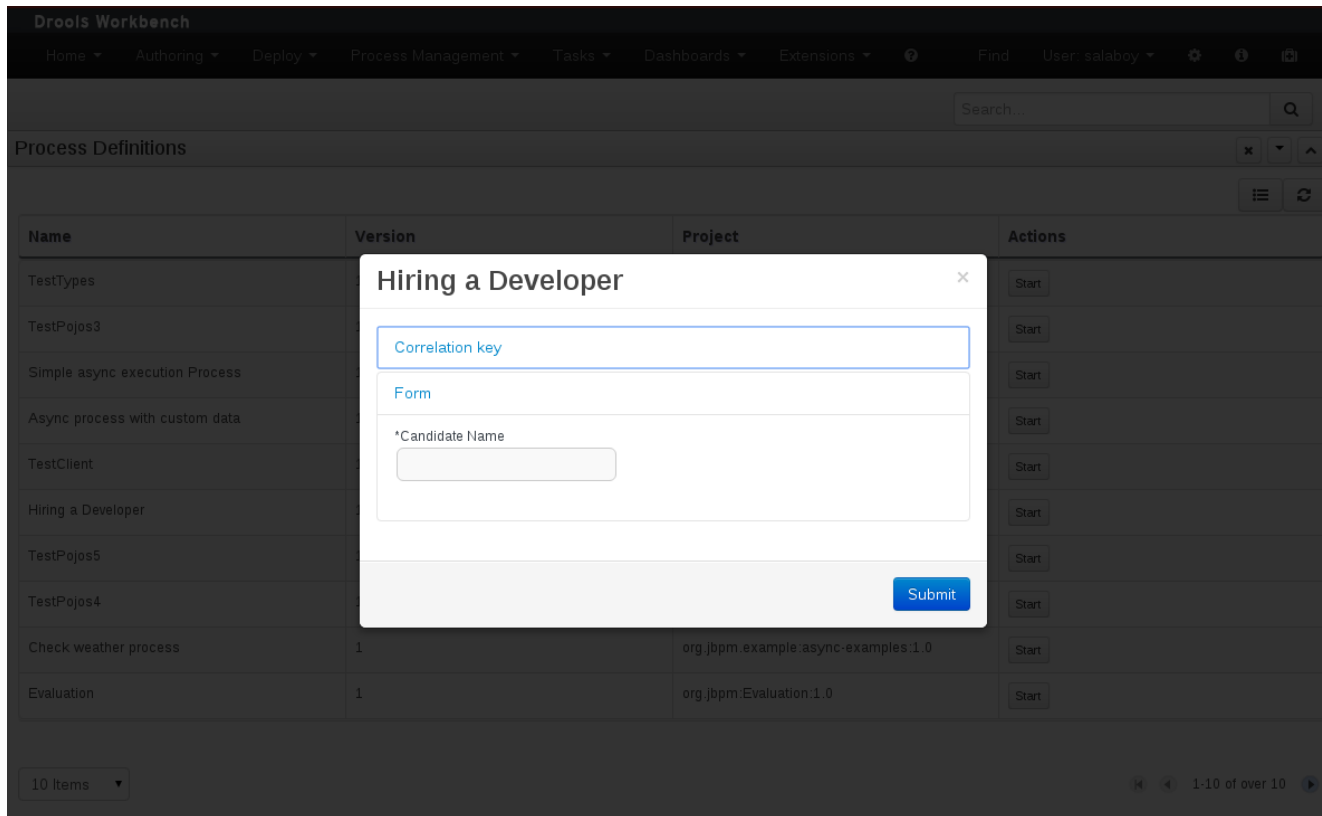 Drools Workbench
Home Authoring Deploy Process Management Tasks Dashboards Extensions Find User: salaboy
Search...
Process Definitions
Name Version Project Actions
Hiring a Developer ×
TestTypes Start
Correlation key
TestPojos3 Start
Simple async execution Process Start
Form
Async process with custom data Start
*Candidate Name
TestClient Start
Hiring a Developer Start
TestPojos5 Start
TestPojos4 Start
Submit
Check weather process 1 org.jbpm.example:async-examples:1.0 Start
Evaluation 1 org.jbpm:Evaluation:1.0 Start
10 Items 1-10 of over 10